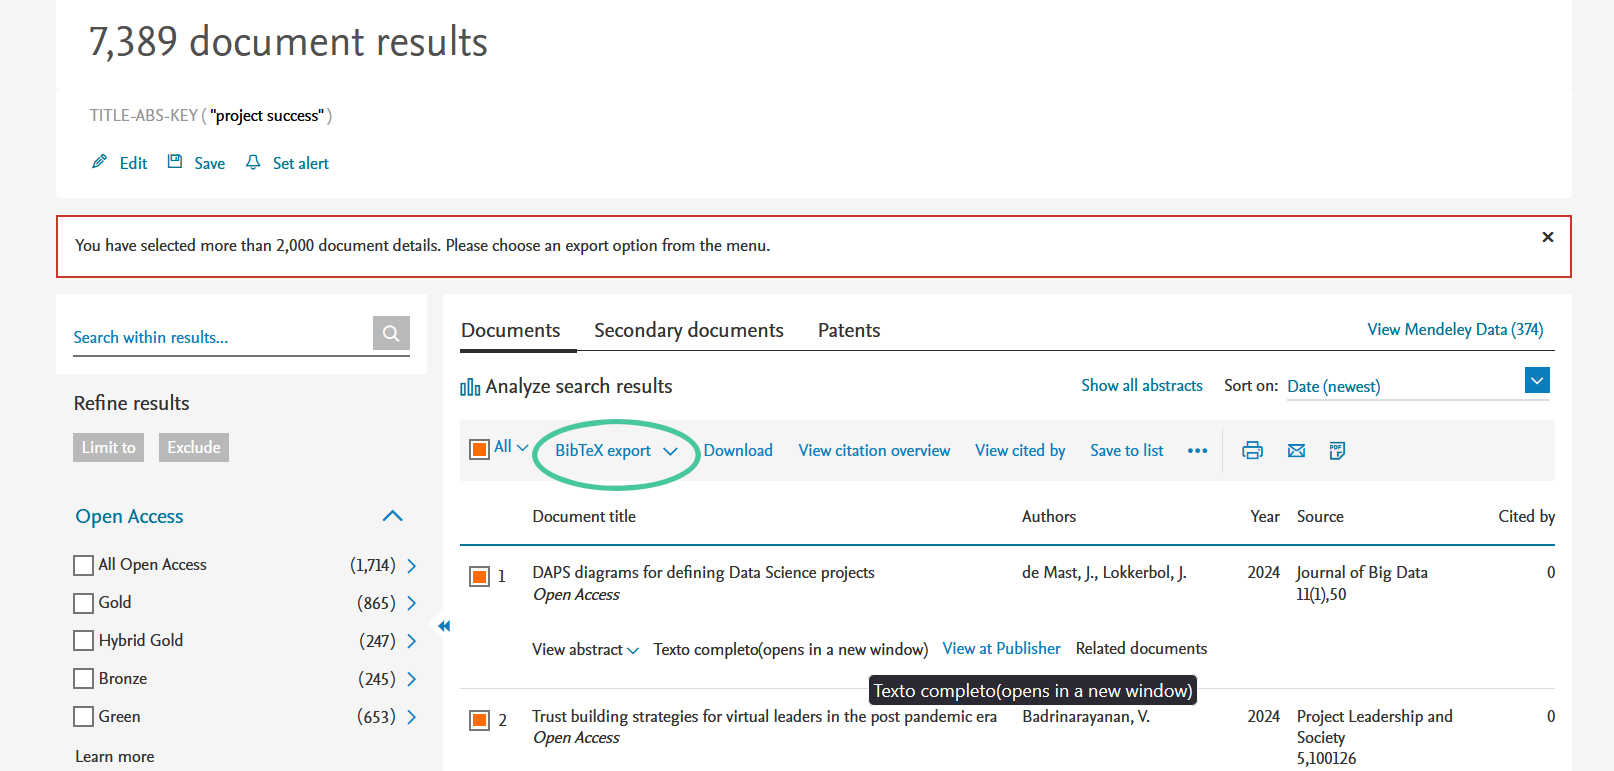 7,389 document results
TITLE-ABS-KEY ( "project success" )
Edit Save Set alert
You have selected more than 2,000 document details. Please choose an export option from the menu.
Search within results...
Refine results
Limit to Exclude
Open Access
All Open Access (1,714)
Gold (865)
Hybrid Gold (247)
Bronze (245)
Green (653)
Learn more
Documents Secondary documents Patents View Mendeley Data (374)
Analyze search results Show all abstracts Sort on: Date (newest)
All BibTeX export Download View citation overview View cited by Save to list ••• PDF
Document title Authors Year Source Cited by
1 DAPS diagrams for defining Data Science projects de Mast, J., Lokkerbol, J. 2024 Journal of Big Data 0
Open Access 11(1),50
View abstract Texto completo(opens in a new window) View at Publisher Related documents
Texto completo(opens in a new window)
2 Trust building strategies for virtual leaders in the post pandemic era Badrinarayanan, V. 2024 Project Leadership and 0
Open Access Society
5,100126